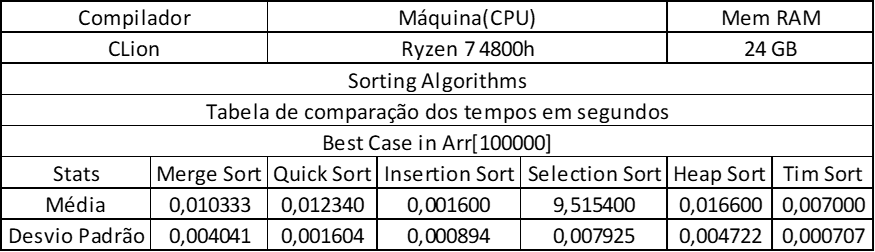 Compilador Máquina(CPU) Mem RAM
CLion Ryzen 7 4800h 24 GB
Sorting Algorithms
Tabela de comparação dos tempos em segundos
Best Case in Arr[100000]
Stats Merge Sort Quick Sort Insertion Sort Selection Sort Heap Sort Tim Sort
Média 0,010333 0,012340 0,001600 9,515400 0,016600 0,007000
Desvio Padrão 0,004041 0,001604 0,000894 0,007925 0,004722 0,000707